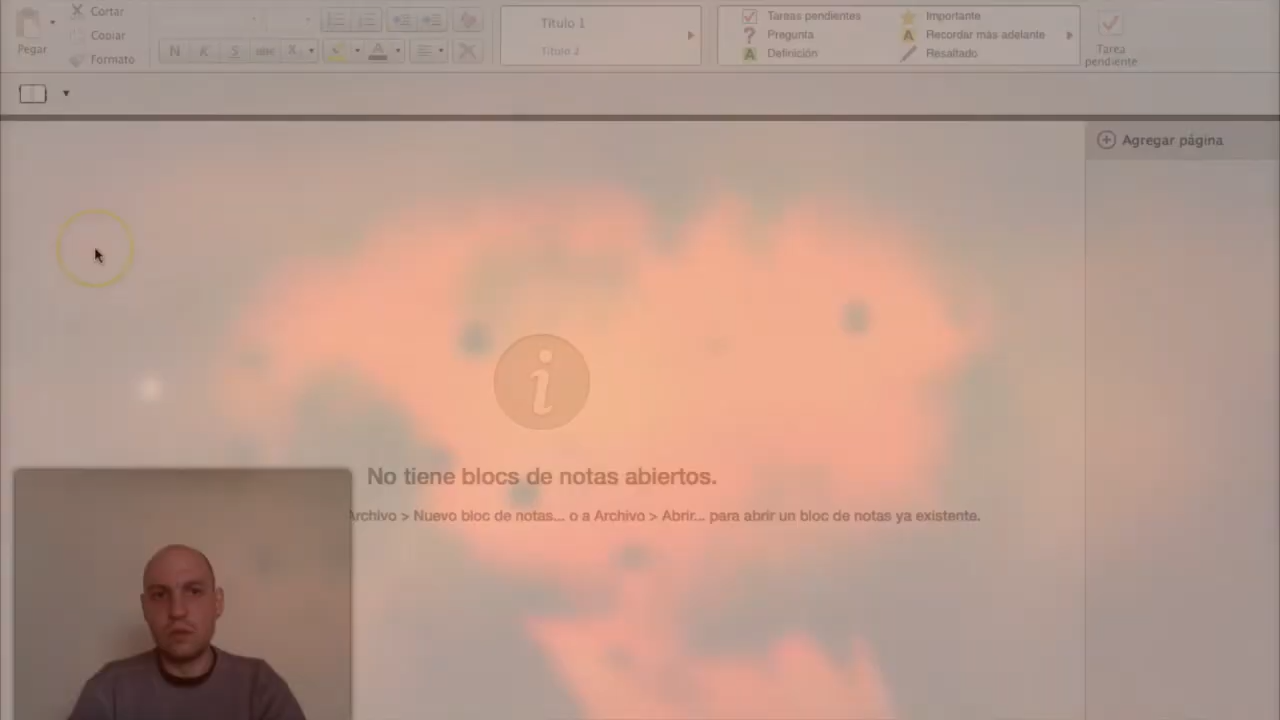 Pegar
Cortar
Copiar
Formato
N K S abc X
A
Título 1
Título 2
Tareas pendientes
Pregunta
Definición
Importante
Recordar más adelante
Resaltado
Tarea
pendiente
Agregar página
No tiene blocs de notas abiertos.
Archivo > Nuevo bloc de notas... o a Archivo > Abrir... para abrir un bloc de notas ya existente.